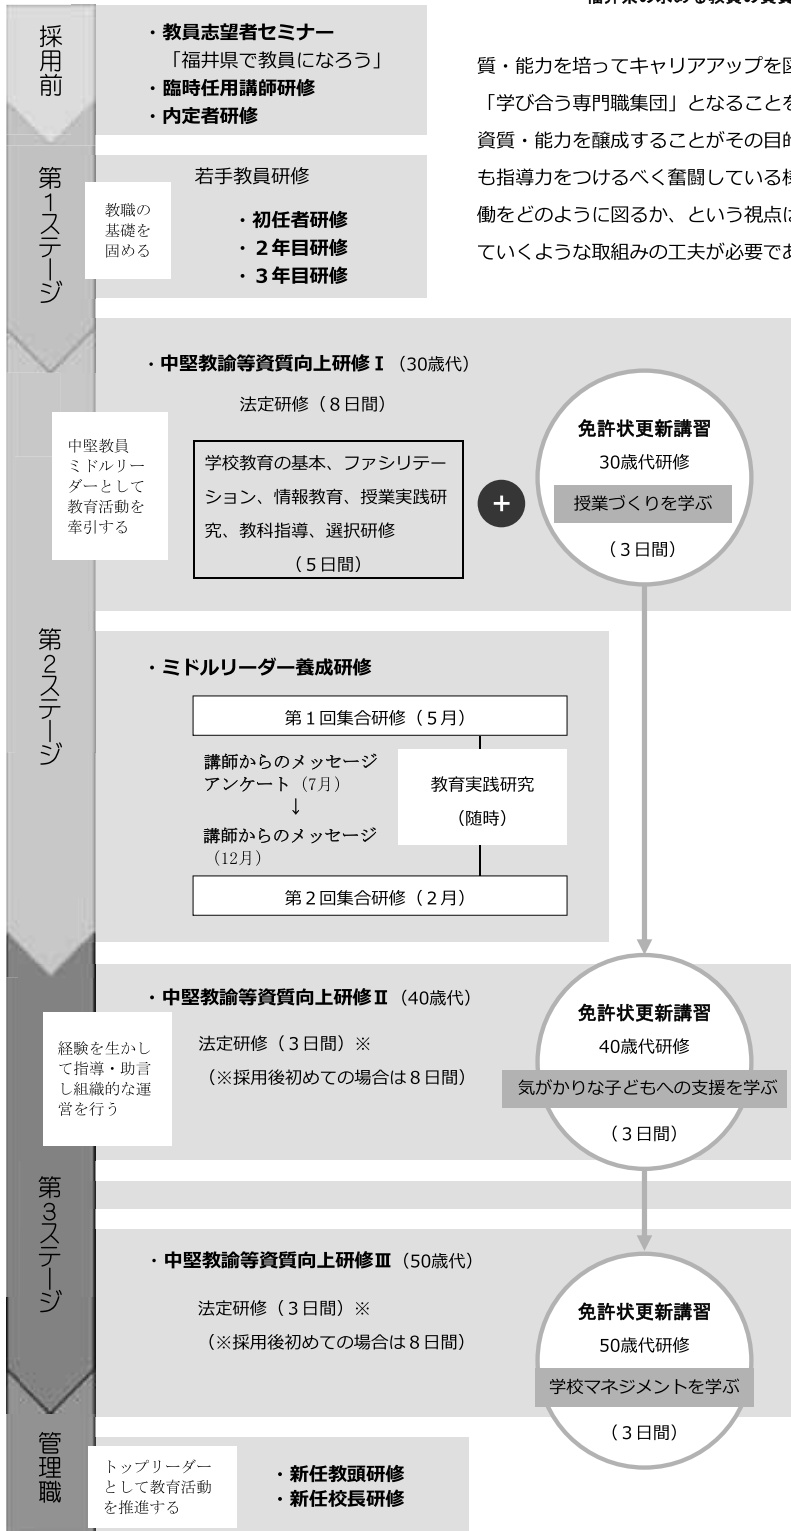 採用前
・教員志望者セミナー
「福井県で教員になろう」
・臨時任用講師研修
・内定者研修
質・能力を培ってキャリアアップを図
「学び合う専門職集団」となることを
資質・能力を醸成することがその目的
も指導力をつけるべく奮闘している様
働をどのように図るか、という視点に
ていくような取組みの工夫が必要であ
第1ステージ
教職の
基礎を
固める
若手教員研修
・初任者研修
・２年目研修
・３年目研修
第2ステージ
中堅教員
ミドルリー
ダーとして
教育活動を
牽引する
・中堅教諭等資質向上研修Ⅰ（30歳代）
法定研修（８日間）
学校教育の基本、ファシリテー
ション、情報教育、授業実践研
究、教科指導、選択研修
（５日間）
+
免許状更新講習
30歳代研修
授業づくりを学ぶ
（３日間）
・ミドルリーダー養成研修
第１回集合研修（５月）
講師からのメッセージ
アンケート（7月）
↓
講師からのメッセージ
（12月）
教育実践研究
（随時）
第２回集合研修（２月）
第3ステージ
経験を生かし
て指導・助言
し組織的な運
営を行う
・中堅教諭等資質向上研修Ⅱ（40歳代）
法定研修（３日間）※
（※採用後初めての場合は８日間）
免許状更新講習
40歳代研修
気がかりな子どもへの支援を学ぶ
（３日間）
・中堅教諭等資質向上研修Ⅲ（50歳代）
法定研修（３日間）※
（※採用後初めての場合は８日間）
免許状更新講習
50歳代研修
学校マネジメントを学ぶ
（３日間）
管理職
トップリーダー
として教育活動
を推進する
・新任教頭研修
・新任校長研修